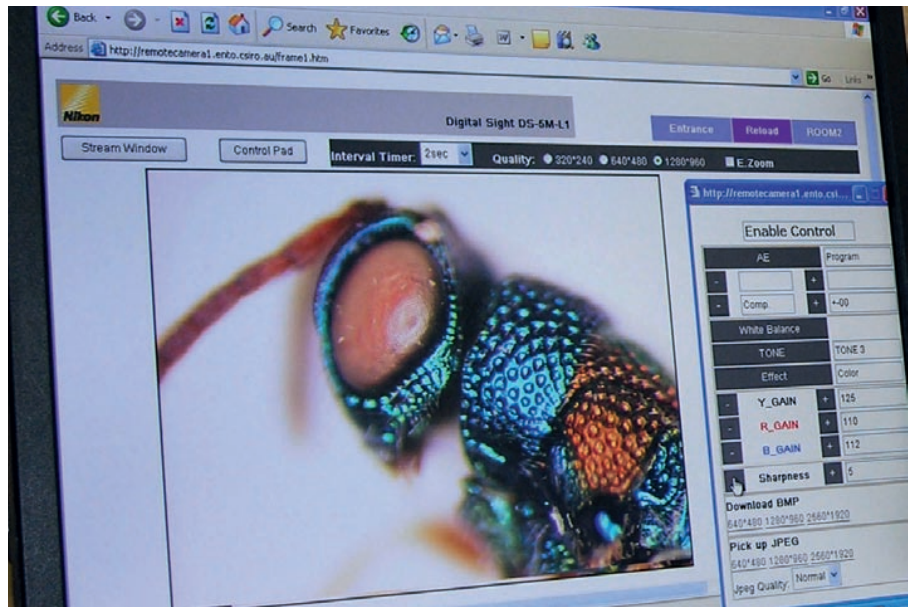 Back Search Favorites
Address http://remotecamera1.ento.csiro.au/frame1.htm Go Links
Nikon
Digital Sight DS-5M-L1
Entrance Reload ROOM2
Stream Window Control Pad Interval Timer: 2sec Quality: 320*240 640*480 1280*960 E.Zoom
http://remotecamera1.ento.csi...
Enable Control
AE Program
- +
- Comp. + +-00
White Balance
TONE TONE 3
Effect Color
- Y_GAIN + 125
- R_GAIN + 110
- B_GAIN + 112
- Sharpness + 5
Download BMP
640*480 1280*960 2560*1920
Pick up JPEG
640*480 1280*960 2560*1920
Jpeg Quality: Normal